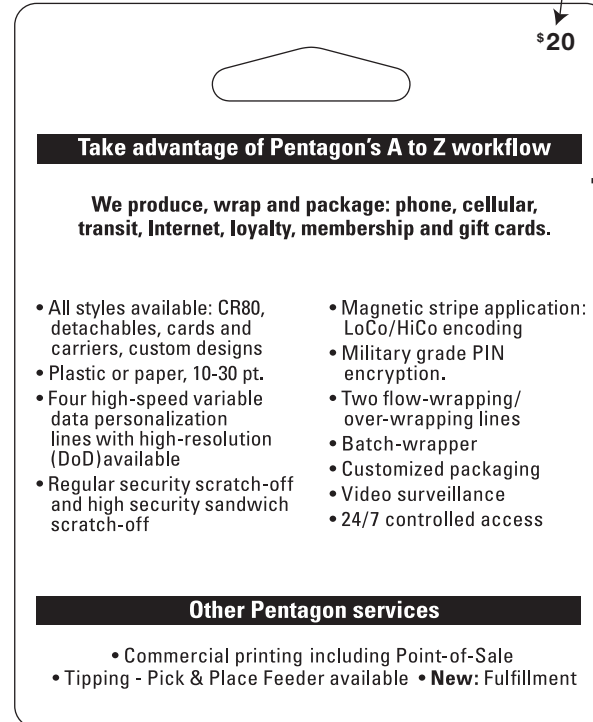 $20
Take advantage of Pentagon's A to Z workflow
We produce, wrap and package: phone, cellular,
transit, Internet, loyalty, membership and gift cards.
• All styles available: CR80,
detachables, cards and
carriers, custom designs
• Plastic or paper, 10-30 pt.
• Four high-speed variable
data personalization
lines with high-resolution
(DoD)available
• Regular security scratch-off
and high security sandwich
scratch-off
• Magnetic stripe application:
LoCo/HiCo encoding
• Military grade PIN
encryption.
• Two flow-wrapping/
over-wrapping lines
• Batch-wrapper
• Customized packaging
• Video surveillance
• 24/7 controlled access
Other Pentagon services
• Commercial printing including Point-of-Sale
• Tipping - Pick & Place Feeder available • New: Fulfillment